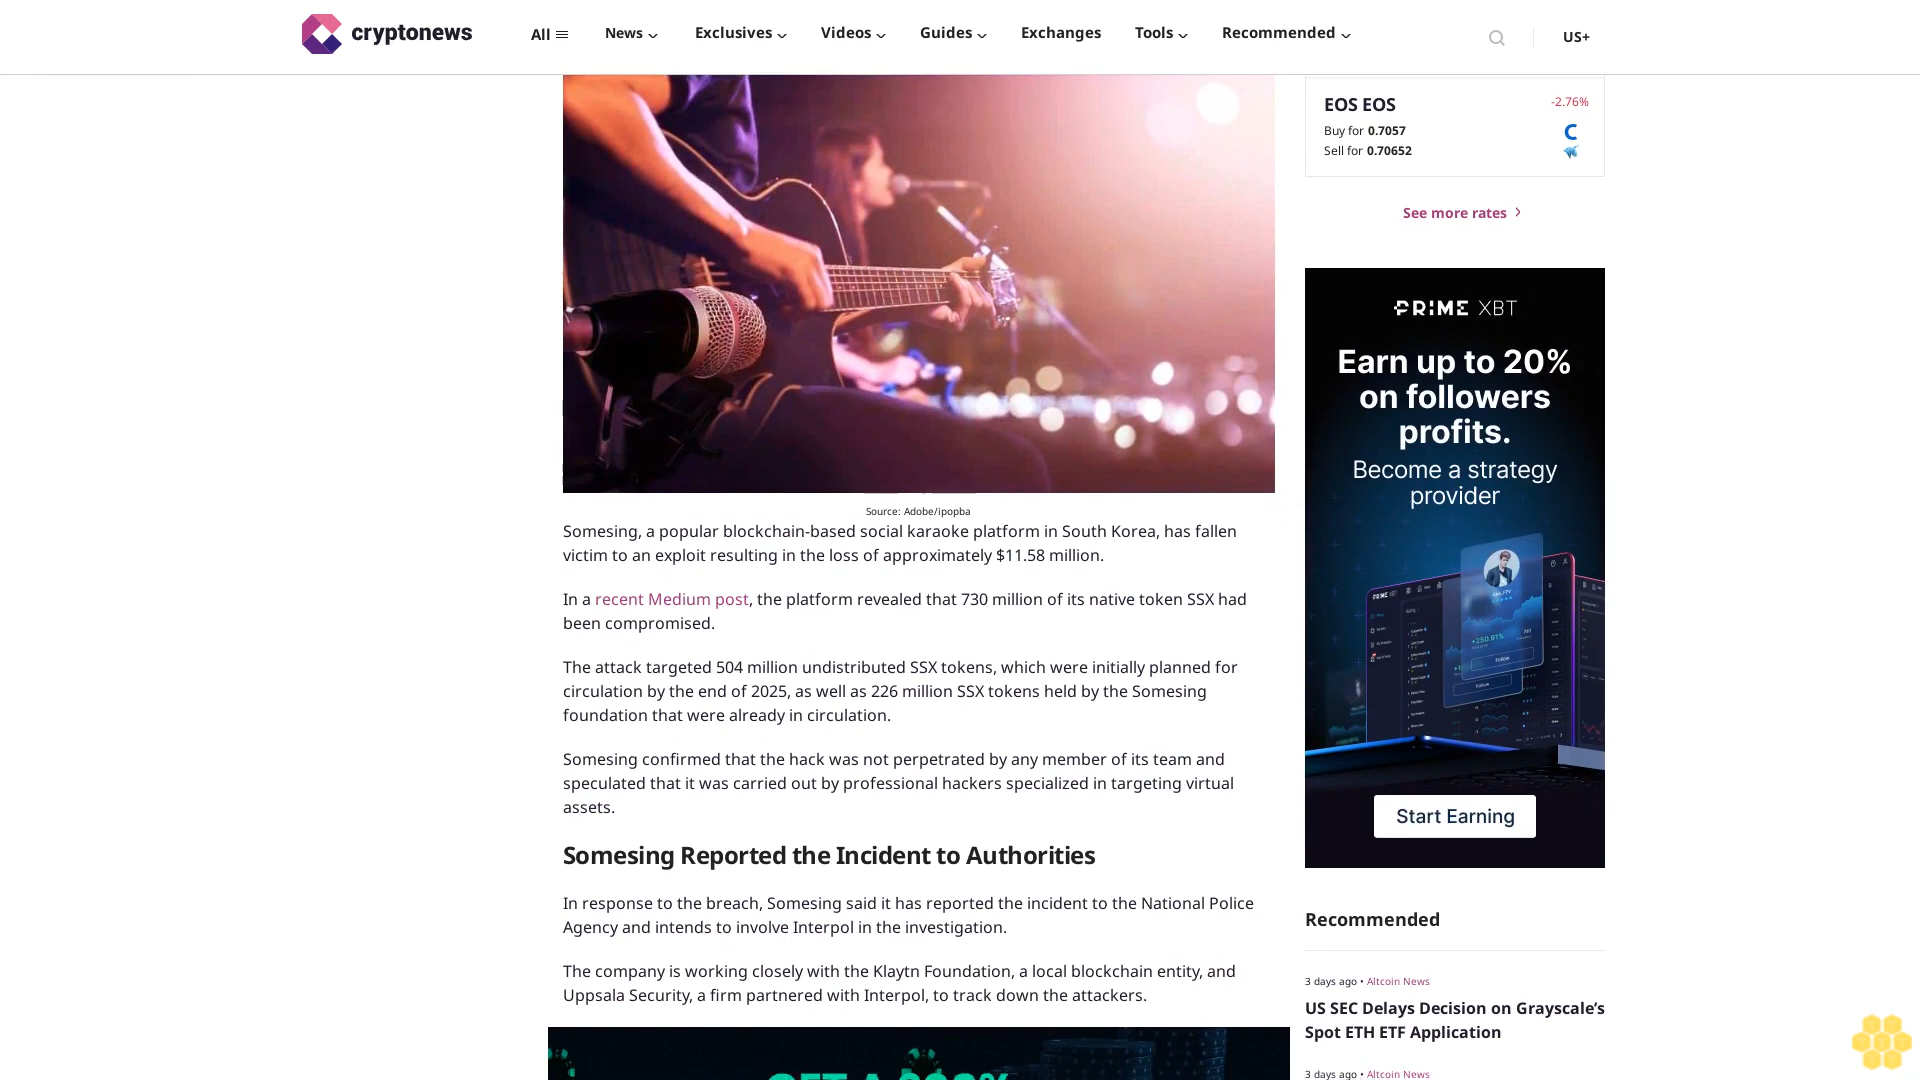 cryptonews
All
News
Exclusives
Videos
Guides
Exchanges
Tools
Recommended
US+
EOS EOS
-2.76%
Buy for 0.7057
Sell for 0.70652
See more rates
PRIME XBT
Earn up to 20%
on followers
profits.
Become a strategy
provider
+250.91%
Follow
Follow
Start Earning
Source: Adobe/ipopba
Somesing, a popular blockchain-based social karaoke platform in South Korea, has fallen
victim to an exploit resulting in the loss of approximately $11.58 million.
In a recent Medium post, the platform revealed that 730 million of its native token SSX had
been compromised.
The attack targeted 504 million undistributed SSX tokens, which were initially planned for
circulation by the end of 2025, as well as 226 million SSX tokens held by the Somesing
foundation that were already in circulation.
Somesing confirmed that the hack was not perpetrated by any member of its team and
speculated that it was carried out by professional hackers specialized in targeting virtual
assets.
Somesing Reported the Incident to Authorities
In response to the breach, Somesing said it has reported the incident to the National Police
Agency and intends to involve Interpol in the investigation.
The company is working closely with the Klaytn Foundation, a local blockchain entity, and
Uppsala Security, a firm partnered with Interpol, to track down the attackers.
Recommended
3 days ago • Altcoin News
US SEC Delays Decision on Grayscale’s
Spot ETH ETF Application
3 days ago • Altcoin News